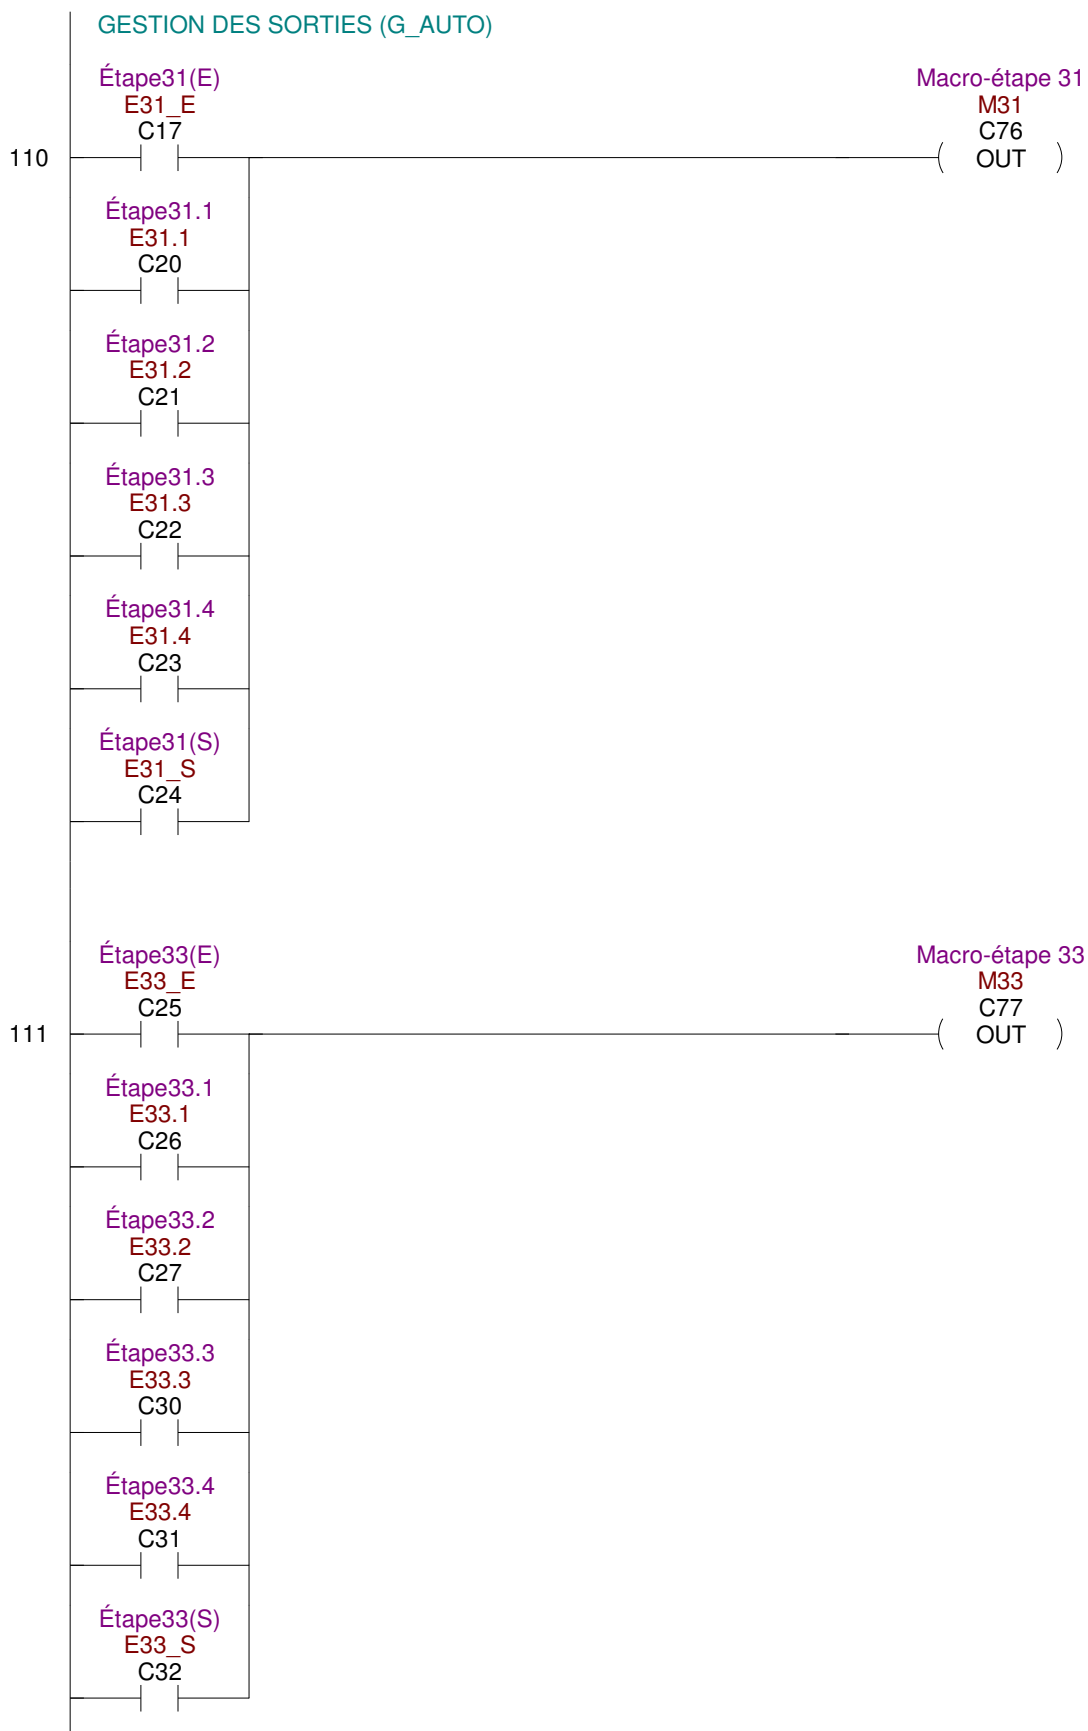 GESTION DES SORTIES (G_AUTO)
Étape31(E)
E31_E
C17
Macro-étape 31
M31
C76
OUT
110
Étape31.1
E31.1
C20
Étape31.2
E31.2
C21
Étape31.3
E31.3
C22
Étape31.4
E31.4
C23
Étape31(S)
E31_S
C24
Étape33(E)
E33_E
C25
Macro-étape 33
M33
C77
OUT
111
Étape33.1
E33.1
C26
Étape33.2
E33.2
C27
Étape33.3
E33.3
C30
Étape33.4
E33.4
C31
Étape33(S)
E33_S
C32